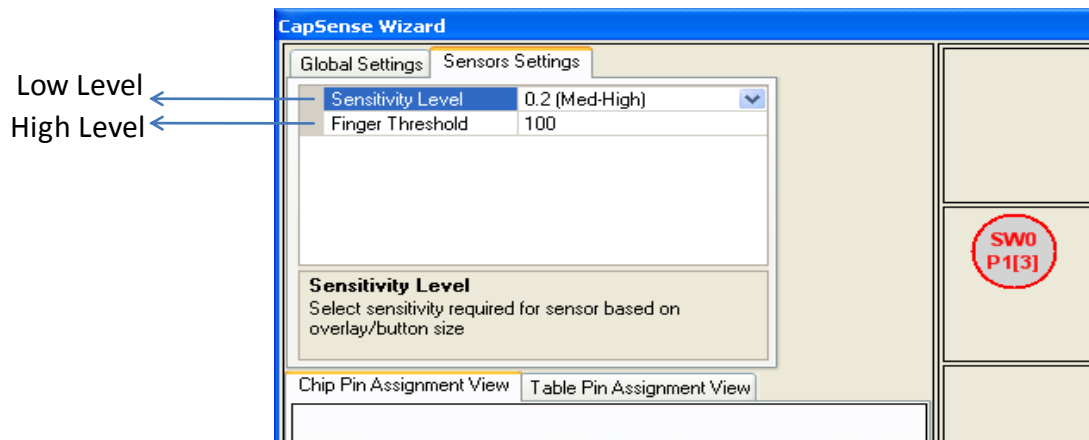 CapSense Wizard
Global Settings Sensors Settings
Low Level
Sensitivity Level 0.2 (Med-High)
High Level
Finger Threshold 100
SW0
P1[3]
Sensitivity Level
Select sensitivity required for sensor based on
overlay/button size
Chip Pin Assignment View Table Pin Assignment View